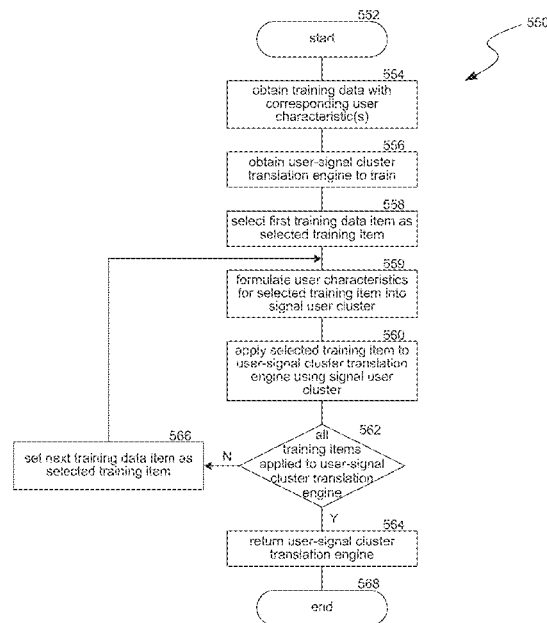 550
552
start
554
obtain training data with
corresponding user
characteristic(s)
556
obtain user-signal cluster
translation engine to train
558
select first training data item as
selected training item
559
formulate user characteristics
for selected training item into
signal user cluster
560
apply selected training item to
user-signal cluster translation
engine using signal user
cluster
562
all
training items
applied to user-signal
cluster translation
engine
N
566
set next training data item as
selected training item
Y
564
return user-signal cluster
translation engine
568
end